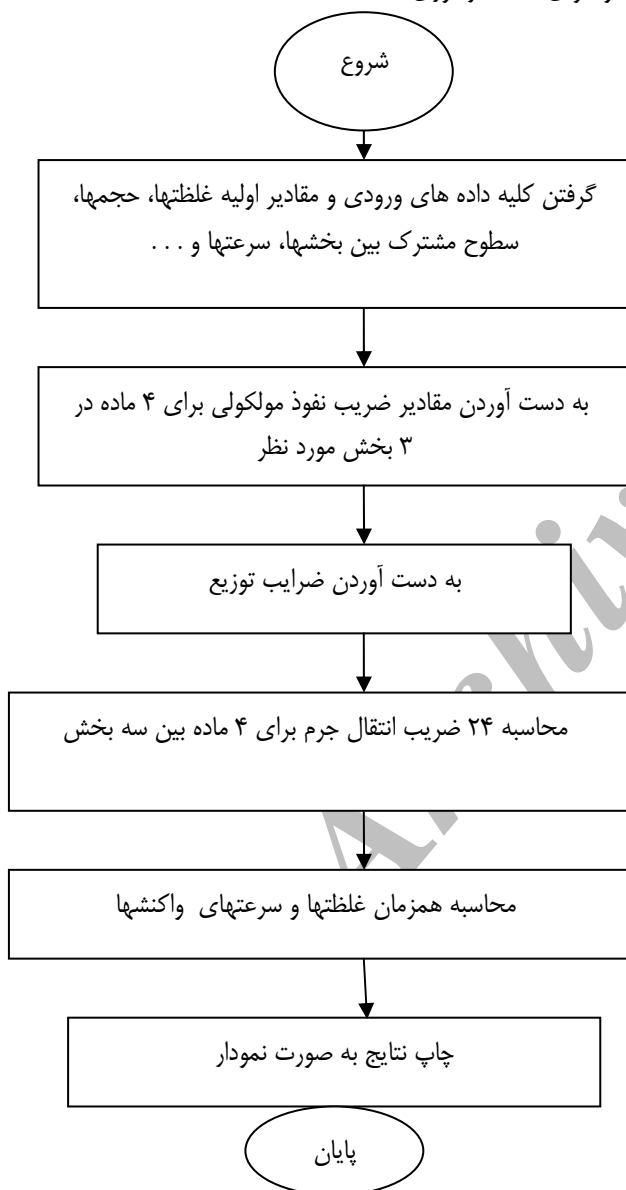 شروع
گرفتن کلیه داده های ورودی و مقادیر اولیه غلظتها، حجمها،
سطوح مشترک بین بخشها، سرعتها و . . .
به دست آوردن مقادیر ضریب نفوذ مولکولی برای ۴ ماده در
۳ بخش مورد نظر
به دست آوردن ضرایب توزیع
محاسبه ۲۴ ضریب انتقال جرم برای ۴ ماده بین سه بخش
محاسبه همزمان غلظتها و سرعتهای واکنشها
چاپ نتایج به صورت نمودار
پایان